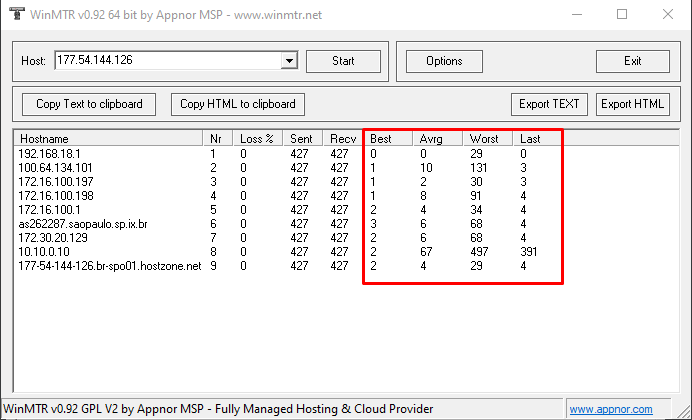 WinMTR v0.92 64 bit by Appnor MSP - www.winmtr.net
Host: 177.54.144.126 Start Options Exit
Copy Text to clipboard Copy HTML to clipboard Export TEXT Export HTML
Hostname Nr Loss % Sent Recv Best Avrg Worst Last
192.168.18.1 1 0 427 427 0 0 29 0
100.64.134.101 2 0 427 427 1 10 131 3
172.16.100.197 3 0 427 427 1 2 30 3
172.16.100.198 4 0 427 427 1 8 91 4
172.16.100.1 5 0 427 427 2 4 34 4
as262287.saopaulo.sp.ix.br 6 0 427 427 3 6 68 4
172.30.20.129 7 0 427 427 2 6 68 4
10.10.0.10 8 0 427 427 2 67 497 391
177-54-144-126.br-spo01.hostzone.net 9 0 427 427 2 4 29 4
WinMTR v0.92 GPL V2 by Appnor MSP - Fully Managed Hosting & Cloud Provider www.appnor.com